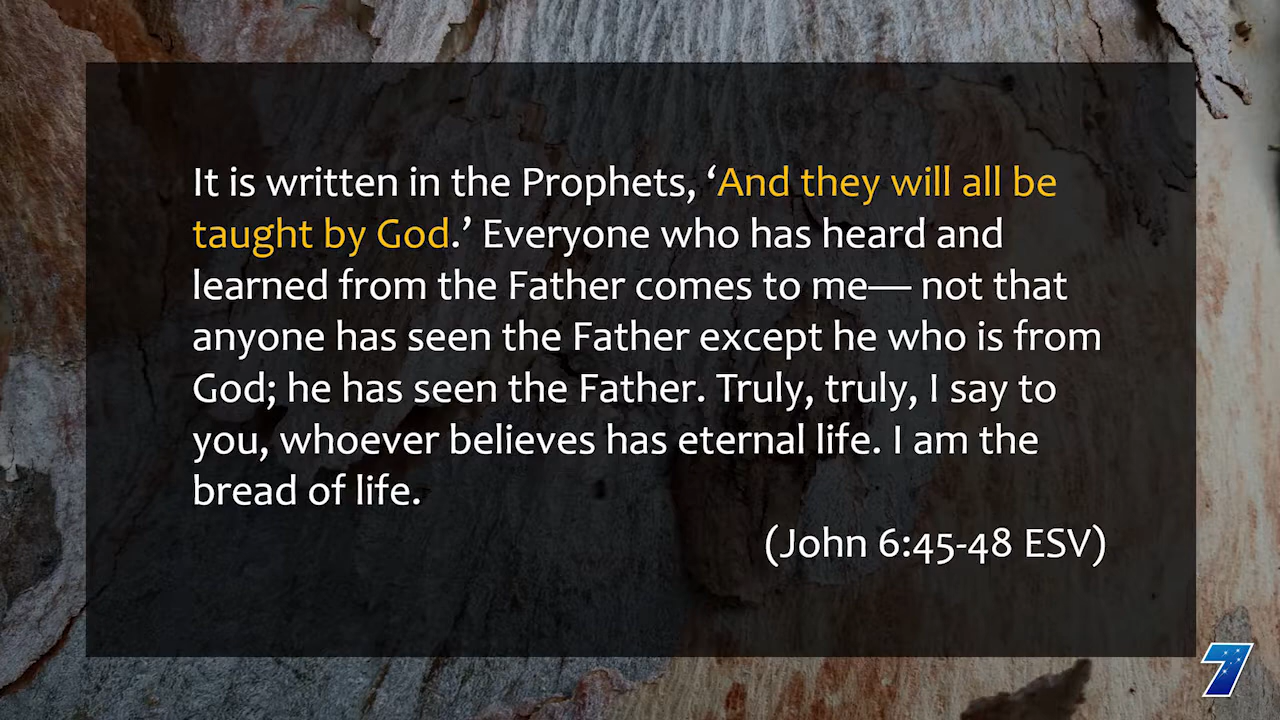 It is written in the Prophets, ‘And they will all be
taught by God.’ Everyone who has heard and
learned from the Father comes to me— not that
anyone has seen the Father except he who is from
God; he has seen the Father. Truly, truly, I say to
you, whoever believes has eternal life. I am the
bread of life.
(John 6:45-48 ESV)
7